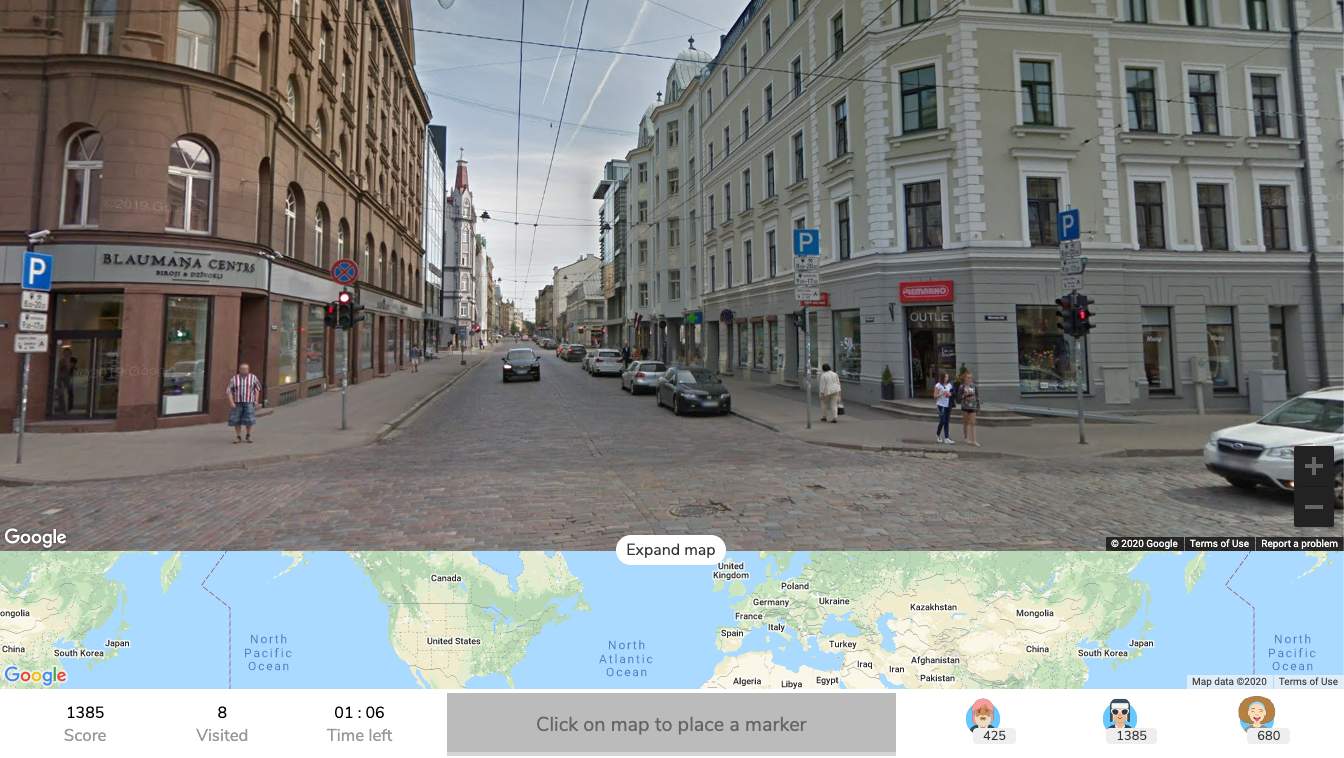 BLAUMAŅA CENTRS
BIROJI & DZĪVOKĻI
P
P
P
REMARKO
OUTLET
© 2019 Google
Google
Expand map
© 2020 Google
Terms of Use
Report a problem
Canada
United States
North
Pacific
Ocean
North
Atlantic
Ocean
United
Kingdom
Poland
Germany
Ukraine
France
Italy
Spain
Turkey
Kazakhstan
Mongolia
China
South Korea
Japan
Iraq
Iran
Afghanistan
Pakistan
Algeria
Libya
Egypt
ongolia
China
South Korea
Japan
North
Pacific
Ocean
Google
Map data ©2020
Terms of Use
1385
Score
8
Visited
01 : 06
Time left
Click on map to place a marker
425
1385
680